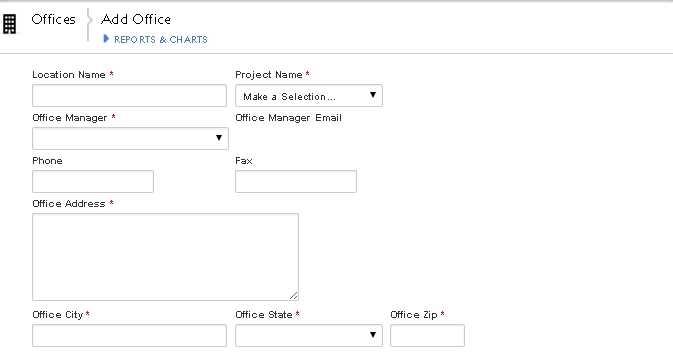 Offices Add Office
REPORTS & CHARTS
Location Name * Project Name *
Make a Selection...
Office Manager * Office Manager Email
Phone Fax
Office Address *
Office City * Office State * Office Zip *